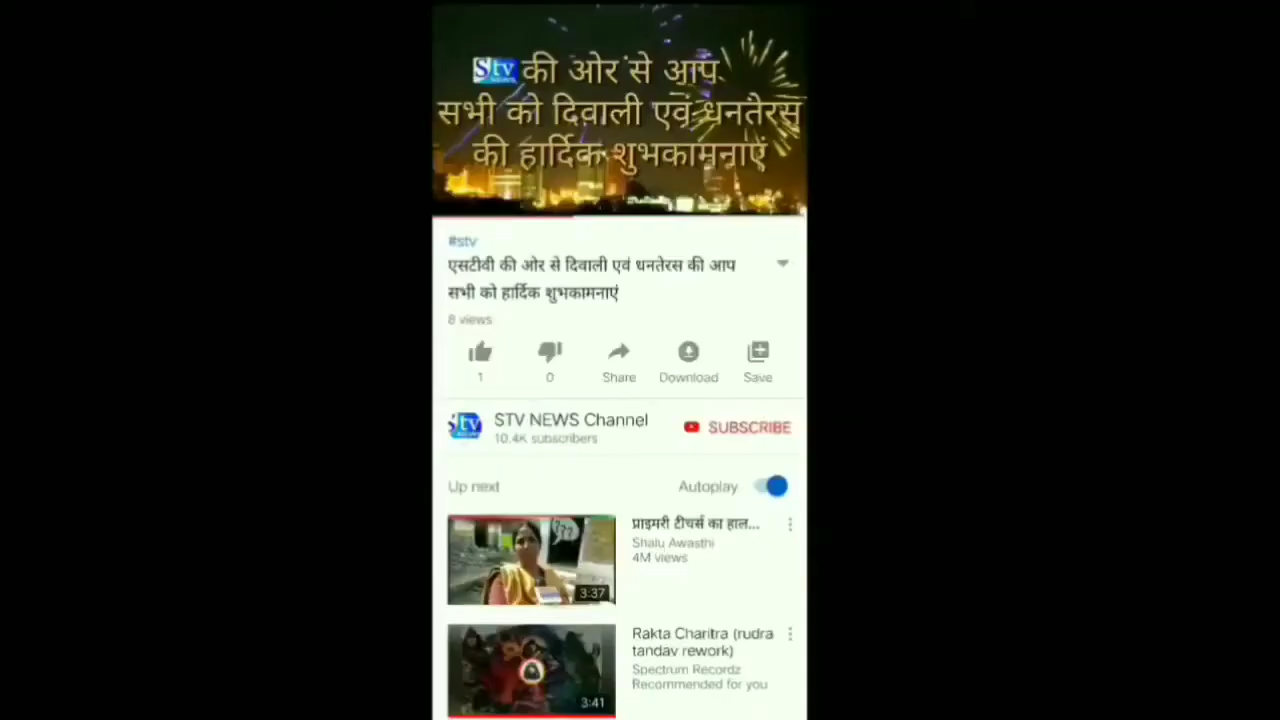 Stv NEWS की ओर से आप
सभी को दिवाली एवं धनतेरस
की हार्दिक शुभकामनाएं
#stv
एसटीवी की ओर से दिवाली एवं धनतेरस की आप
सभी को हार्दिक शुभकामनाएं
8 views
1
0
Share
Download
Save
Stv
STV NEWS Channel
10.4K subscribers
SUBSCRIBE
Up next
Autoplay
???
3:37
प्राइमरी टीचर्स का हाल...
Shalu Awasthi
4M views
3:41
Rakta Charitra (rudra
tandav rework)
Spectrum Recordz
Recommended for you